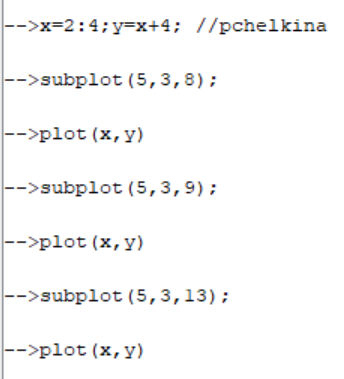 -->x=2:4;y=x+4; //pchelkina
-->subplot(5,3,8);
-->plot(x,y)
-->subplot(5,3,9);
-->plot(x,y)
-->subplot(5,3,13);
-->plot(x,y)